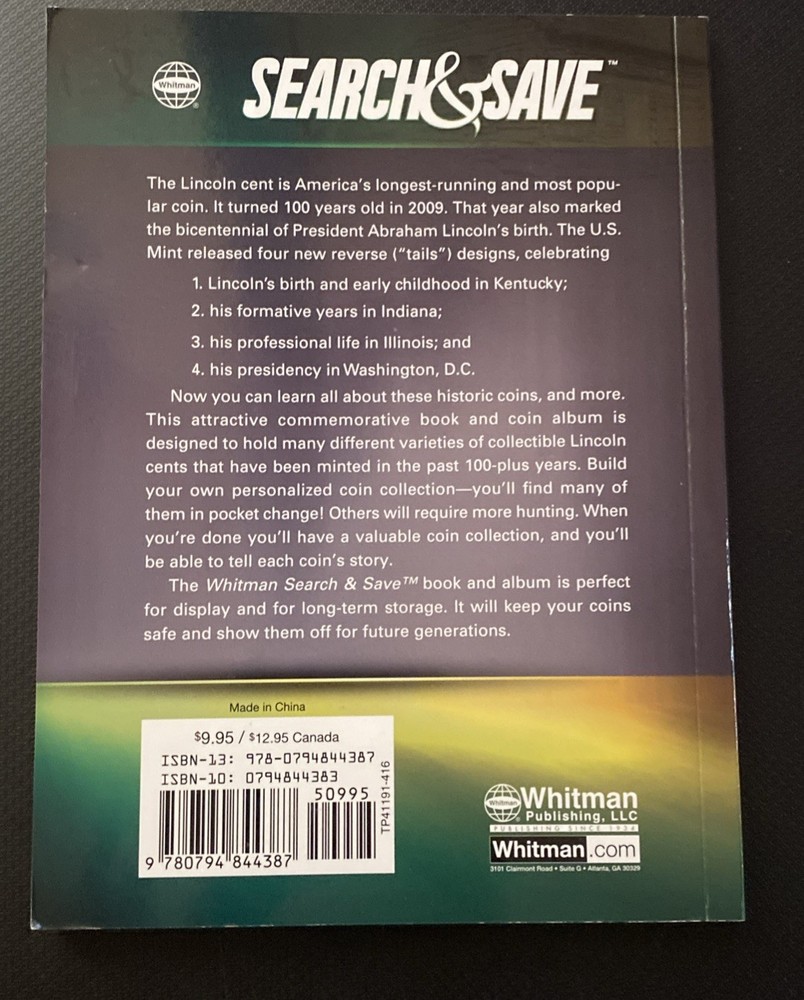 Whitman
®
SEARCH&SAVE™
The Lincoln cent is America's longest-running and most popu-
lar coin. It turned 100 years old in 2009. That year also marked
the bicentennial of President Abraham Lincoln's birth. The U.S.
Mint released four new reverse (“tails”) designs, celebrating
1. Lincoln's birth and early childhood in Kentucky;
2. his formative years in Indiana;
3. his professional life in Illinois; and
4. his presidency in Washington, D.C.
Now you can learn all about these historic coins, and more.
This attractive commemorative book and coin album is
designed to hold many different varieties of collectible Lincoln
cents that have been minted in the past 100-plus years. Build
your own personalized coin collection—you'll find many of
them in pocket change! Others will require more hunting. When
you're done you'll have a valuable coin collection, and you'll
be able to tell each coin's story.
The Whitman Search & Save™ book and album is perfect
for display and for long-term storage. It will keep your coins
safe and show them off for future generations.
Made in China
$9.95 / $12.95 Canada
ISBN-13: 978-0794844387
ISBN-10: 0794844383
50995
9 780794 844387
TP41191-416
Whitman
Whitman
Publishing, LLC
PUBLISHING SINCE 1934
Whitman.com
3101 Clairmont Road • Suite G • Atlanta, GA 30329